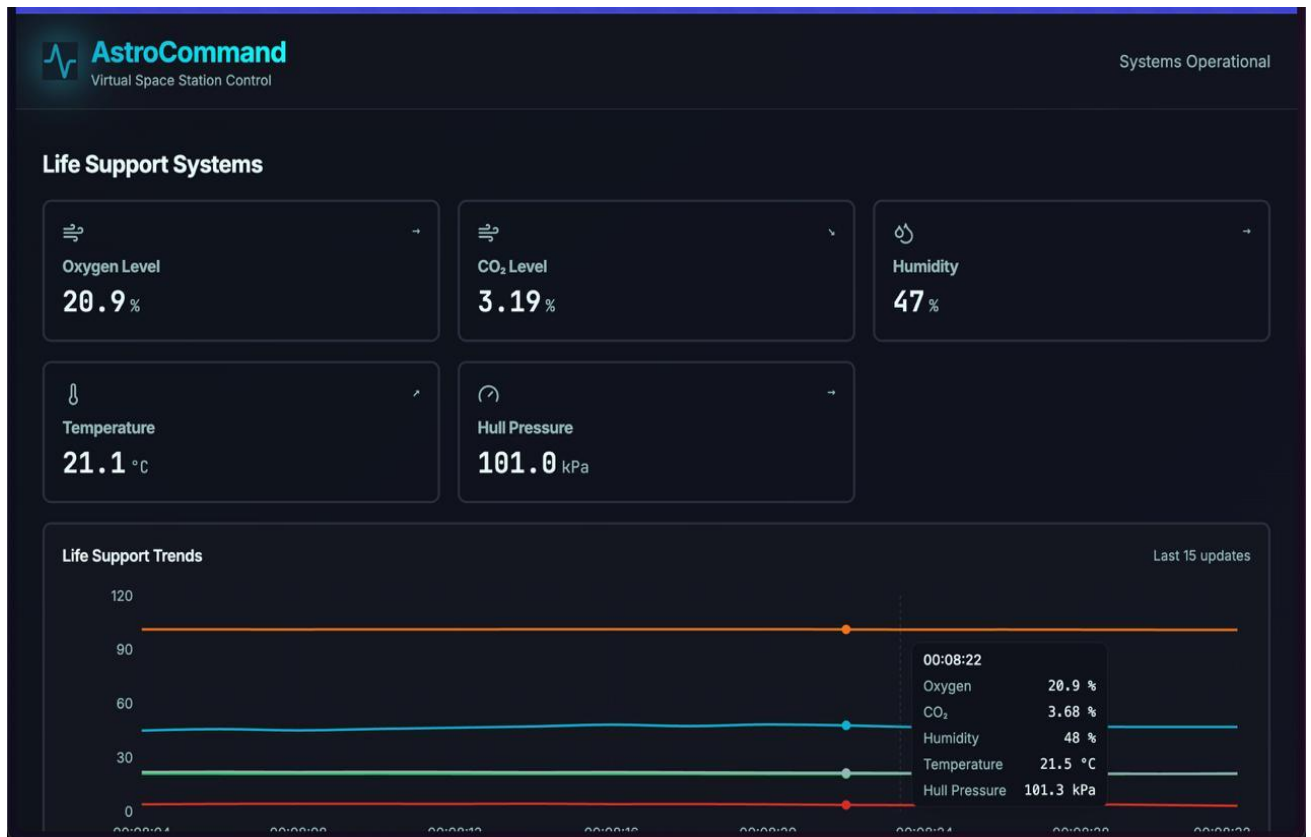 AstroCommand
Virtual Space Station Control
Systems Operational
Life Support Systems
Oxygen Level
20.9 %
CO₂ Level
3.19 %
Humidity
47 %
Temperature
21.1 °C
Hull Pressure
101.0 kPa
Life Support Trends
Last 15 updates
120
90
60
30
0
00:08:22
Oxygen 20.9 %
CO₂ 3.68 %
Humidity 48 %
Temperature 21.5 °C
Hull Pressure 101.3 kPa